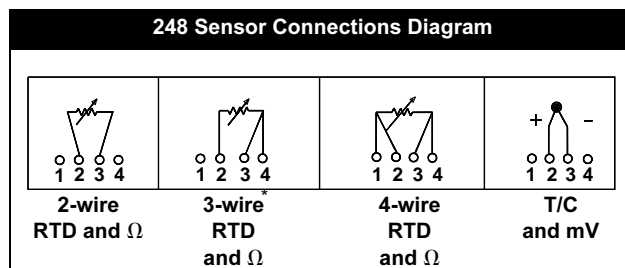 248 Sensor Connections Diagram
+ −
1 2 3 4 1 2 3 4 1 2 3 4 1 2 3 4
2-wire 3-wire* 4-wire T/C
RTD and Ω RTD RTD and mV
and Ω and Ω